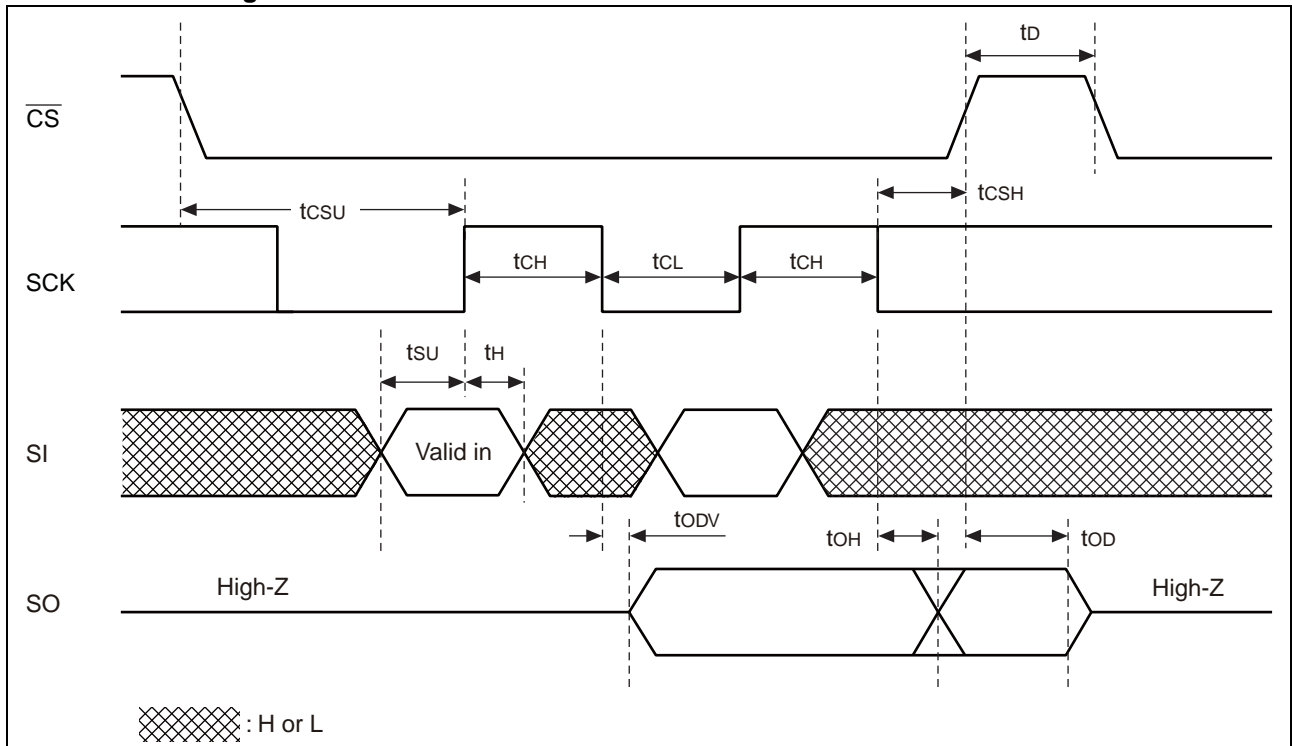 tD
CS
tCSH
tCSU
SCK
tCH
tCL
tCH
tSU
tH
SI
Valid in
tODV
tOH
tOD
SO
High-Z
High-Z
: H or L